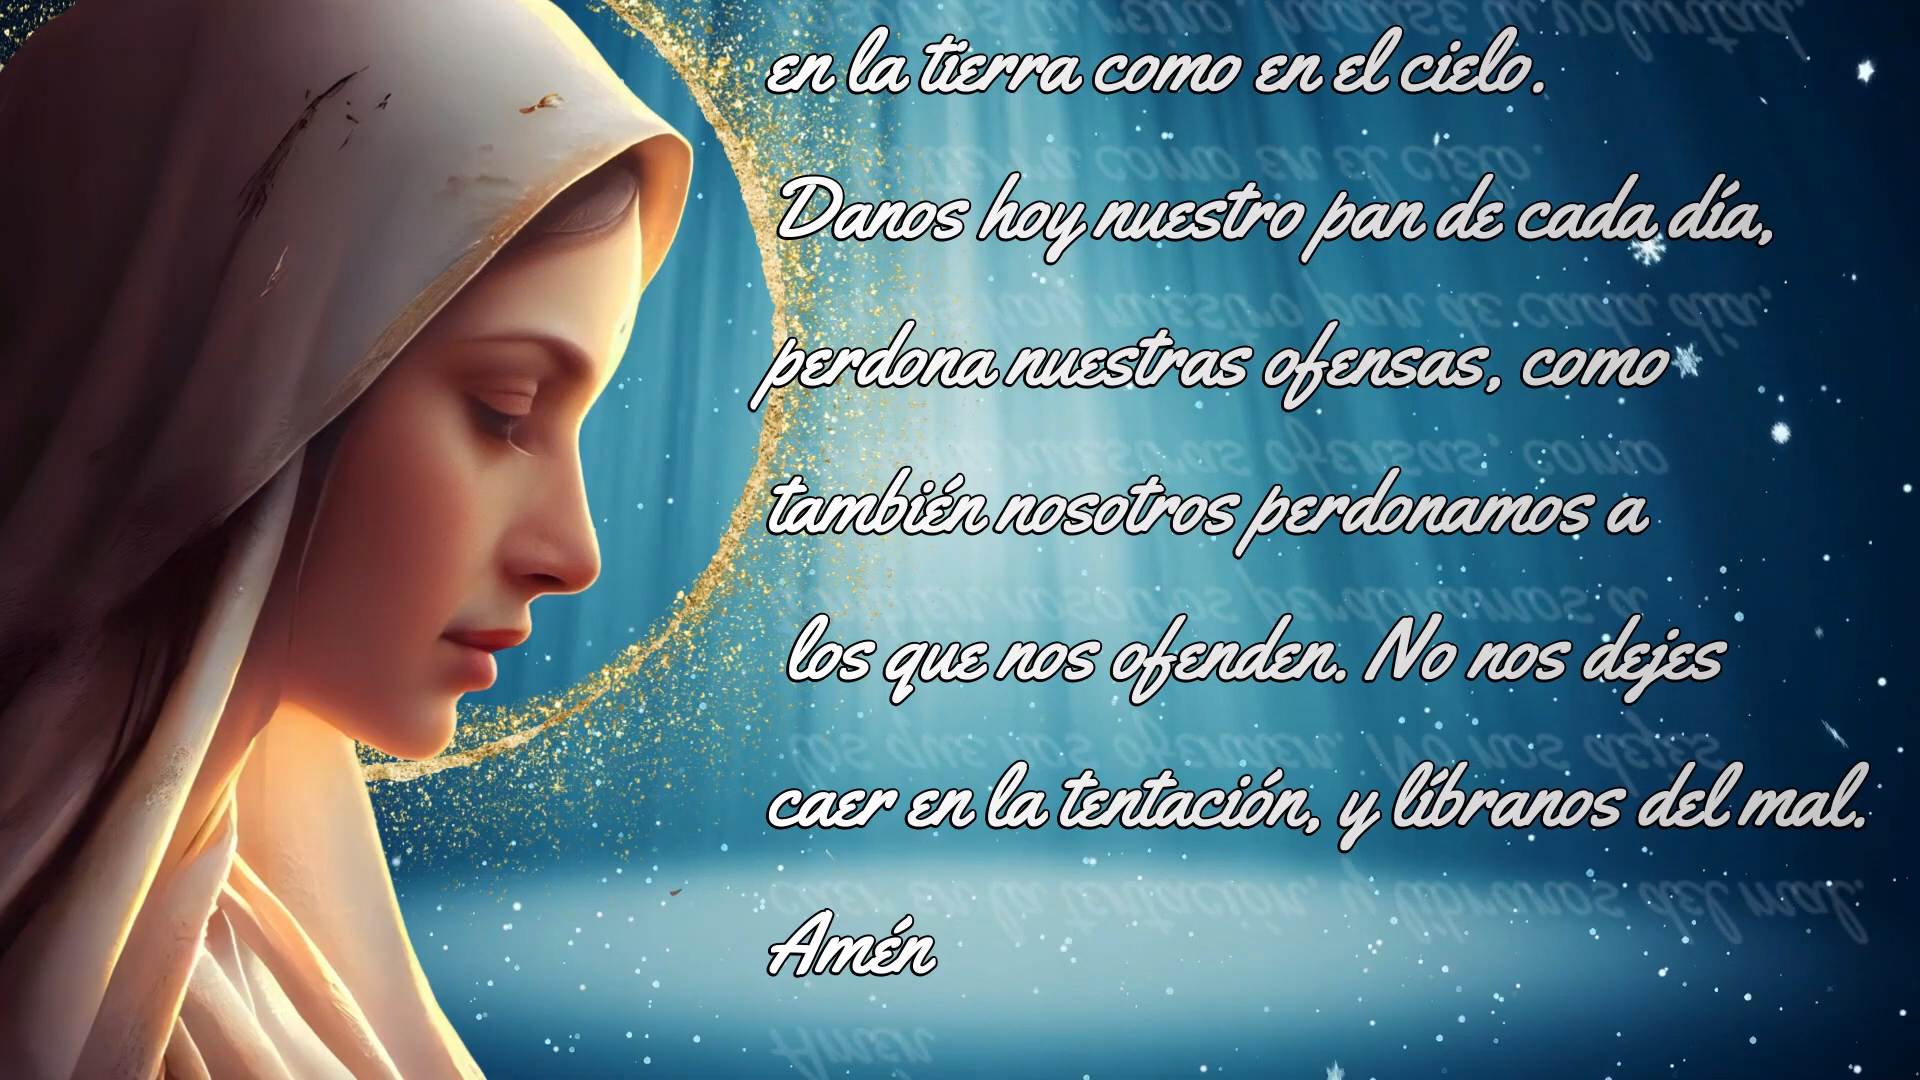 en la tierra como en el cielo.
Danos hoy nuestro pan de cada día,
perdona nuestras ofensas, como
también nosotros perdonamos a
los que nos ofenden. No nos dejes
caer en la tentación, y líbranos del mal.
Amén